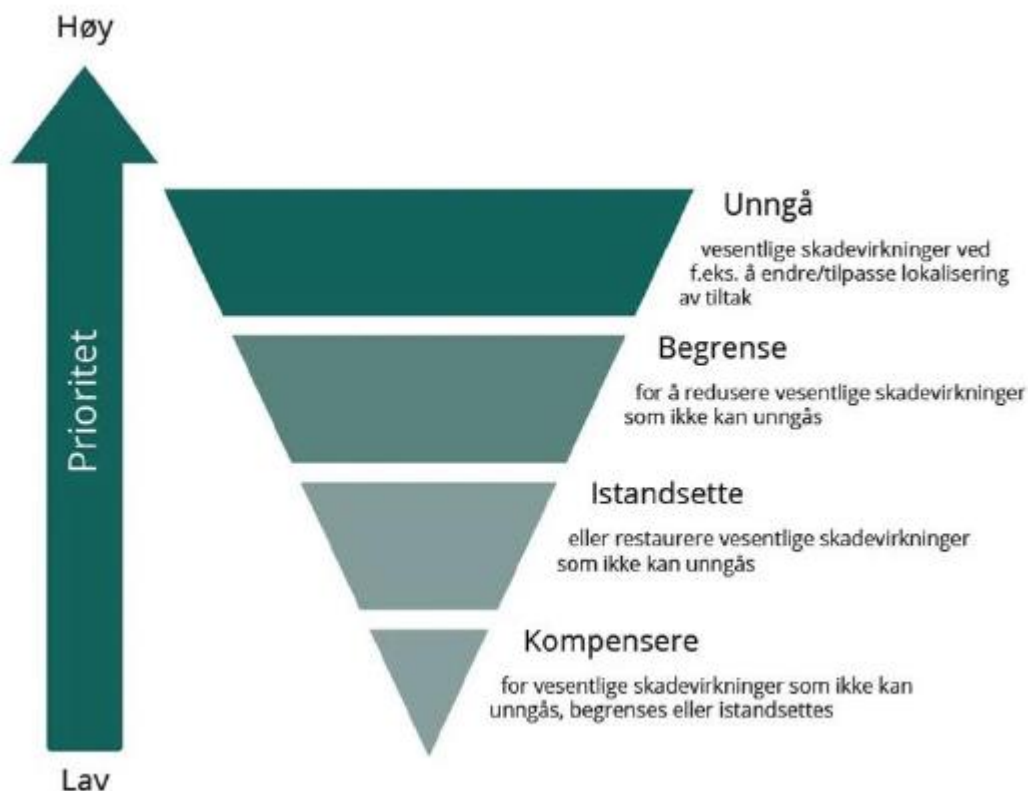 Høy
Prioritet
Lav
Unngå
vesentlige skadevirkninger ved
f.eks. å endre/tilpasse lokalisering
av tiltak
Begrense
for å redusere vesentlige skadevirkninger
som ikke kan unngås
Istandsette
eller restaurere vesentlige skadevirkninger
som ikke kan unngås
Kompensere
for vesentlige skadevirkninger som ikke kan
unngås, begrenses eller istandsettes